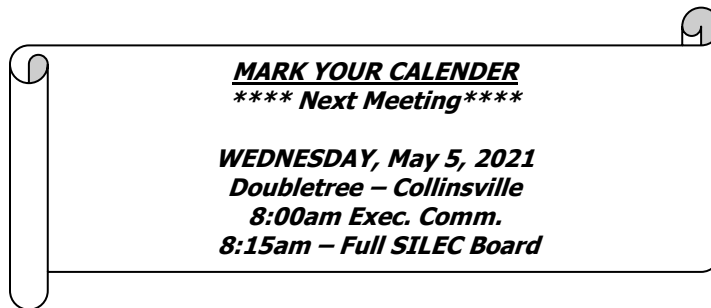 MARK YOUR CALENDER
**** Next Meeting****
WEDNESDAY, May 5, 2021
Doubletree – Collinsville
8:00am Exec. Comm.
8:15am – Full SILEC Board